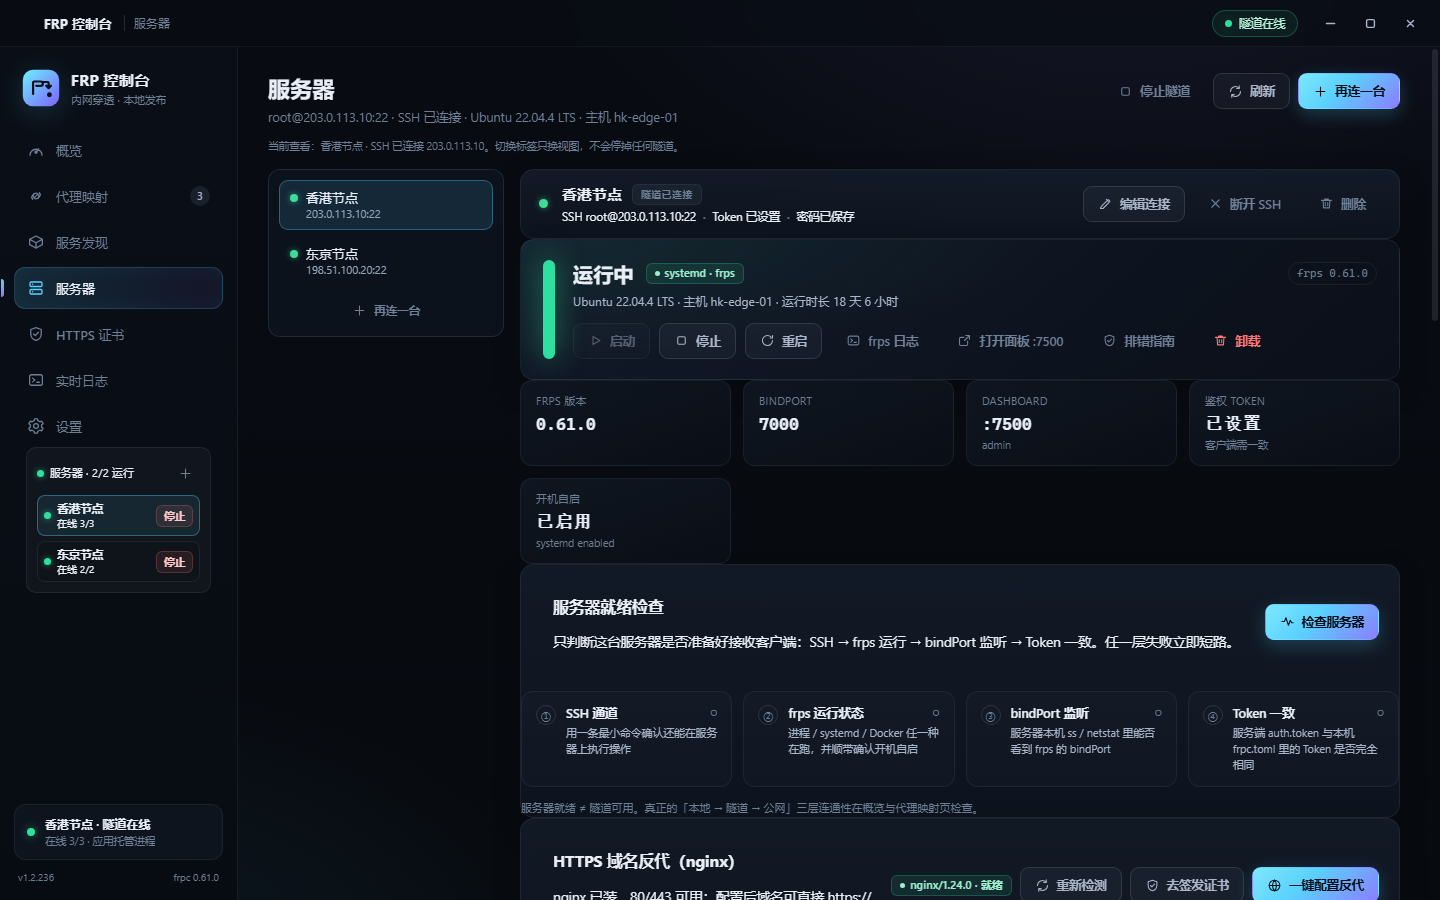 FRP 控制台 服务器
隧道在线
FRP 控制台
内网穿透 · 本地发布
概览
代理映射 3
服务发现
服务器
HTTPS 证书
实时日志
设置
服务器 · 2/2 运行
香港节点
在线 3/3
停止
东京节点
在线 2/2
停止
香港节点 · 隧道在线
在线 3/3 · 应用托管进程
v1.2.236 frpc 0.61.0
服务器
root@203.0.113.10:22 · SSH 已连接 · Ubuntu 22.04.4 LTS · 主机 hk-edge-01
当前查看：香港节点 · SSH 已连接 203.0.113.10。切换标签只换视图，不会停掉任何隧道。
停止隧道 刷新 再连一台
香港节点
203.0.113.10:22
东京节点
198.51.100.20:22
再连一台
香港节点 隧道已连接
SSH root@203.0.113.10:22 · Token 已设置 · 密码已保存
编辑连接 断开 SSH 删除
运行中 systemd · frps
frps 0.61.0
Ubuntu 22.04.4 LTS · 主机 hk-edge-01 · 运行时长 18 天 6 小时
启动 停止 重启 frps 日志 打开面板 :7500 排错指南 卸载
FRPS 版本
0.61.0
BINDPORT
7000
DASHBOARD
:7500
admin
鉴权 TOKEN
已设置
客户端需一致
开机自启
已启用
systemd enabled
服务器就绪检查
只判断这台服务器是否准备好接收客户端：SSH → frps 运行 → bindPort 监听 → Token 一致。任一层失败立即短路。
检查服务器
① SSH 通道
用一条最小命令确认还能在服务
器上执行操作
② frps 运行状态
进程 / systemd / Docker 任一种
在跑，并顺带确认开机自启
③ bindPort 监听
服务器本机 ss / netstat 里能否
看到 frps 的 bindPort
④ Token 一致
服务端 auth.token 与本机
frpc.toml 里的 Token 是否完全
相同
服务器就绪 ≠ 隧道可用。真正的「本地 → 隧道 → 公网」三层连通性在概览与代理映射页检查。
HTTPS 域名反代（nginx）
nginx 已装，80/443 可用；配置后域名可直接 https://
nginx/1.24.0 · 就绪 重新检测 去签发证书 一键配置反代